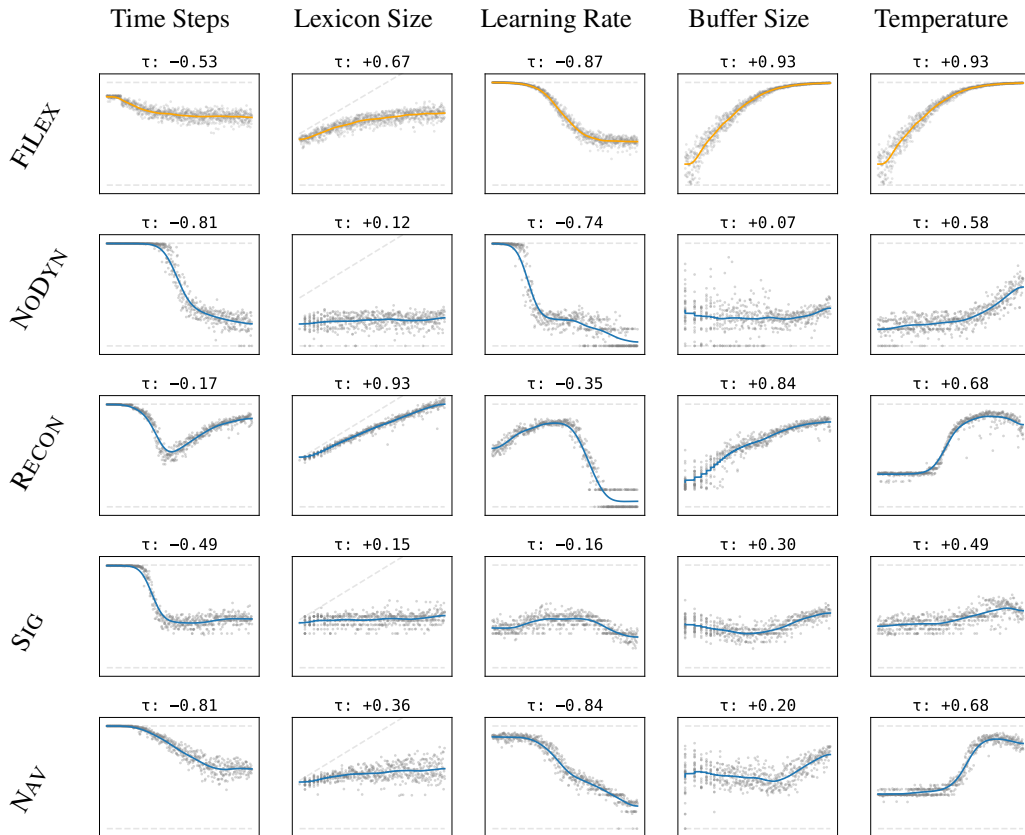 Time Steps Lexicon Size Learning Rate Buffer Size Temperature
FILEX
τ: −0.53 τ: +0.67 τ: −0.87 τ: +0.93 τ: +0.93
NODYN
τ: −0.81 τ: +0.12 τ: −0.74 τ: +0.07 τ: +0.58
RECON
τ: −0.17 τ: +0.93 τ: −0.35 τ: +0.84 τ: +0.68
SIG
τ: −0.49 τ: +0.15 τ: −0.16 τ: +0.30 τ: +0.49
NAV
τ: −0.81 τ: +0.36 τ: −0.84 τ: +0.20 τ: +0.68